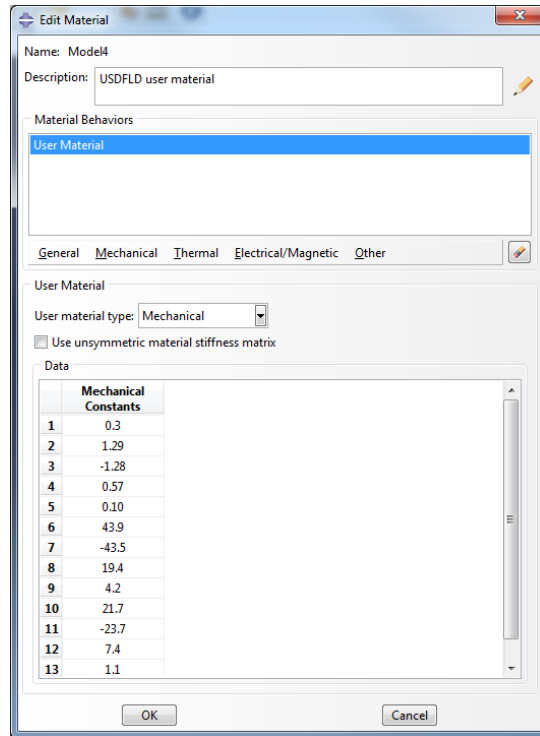 Edit Material
Name: Model4
Description: USDFLD user material
Material Behaviors
User Material
General Mechanical Thermal Electrical/Magnetic Other
User Material
User material type: Mechanical
Use unsymmetric material stiffness matrix
Data
Mechanical
Constants
1 0.3
2 1.29
3 -1.28
4 0.57
5 0.10
6 43.9
7 -43.5
8 19.4
9 4.2
10 21.7
11 -23.7
12 7.4
13 1.1
OK Cancel